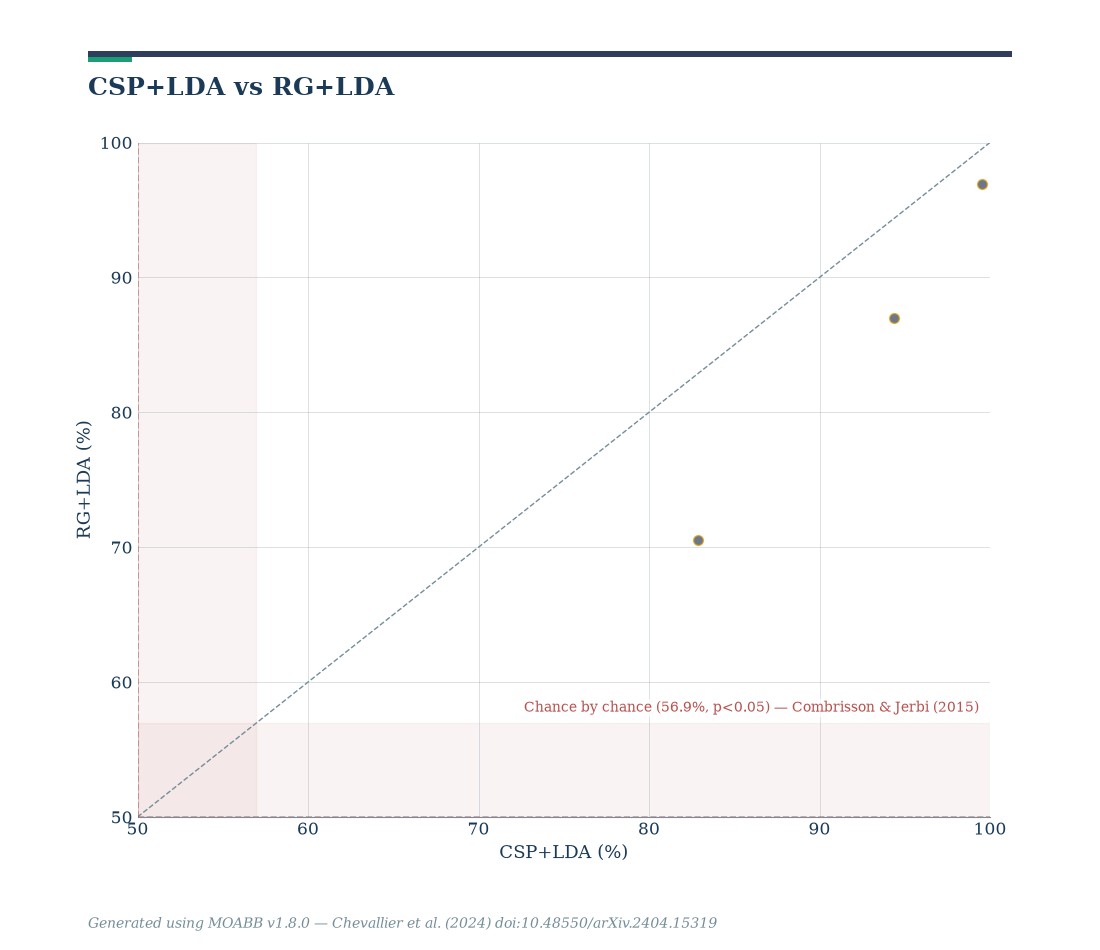 CSP+LDA vs RG+LDA
100
90
80
70
60
50
RG+LDA (%)
Chance by chance (56.9%, p<0.05) — Combrisson & Jerbi (2015)
50 60 70 80 90 100
CSP+LDA (%)
Generated using MOABB v1.8.0 — Chevallier et al. (2024) doi:10.48550/arXiv.2404.15319